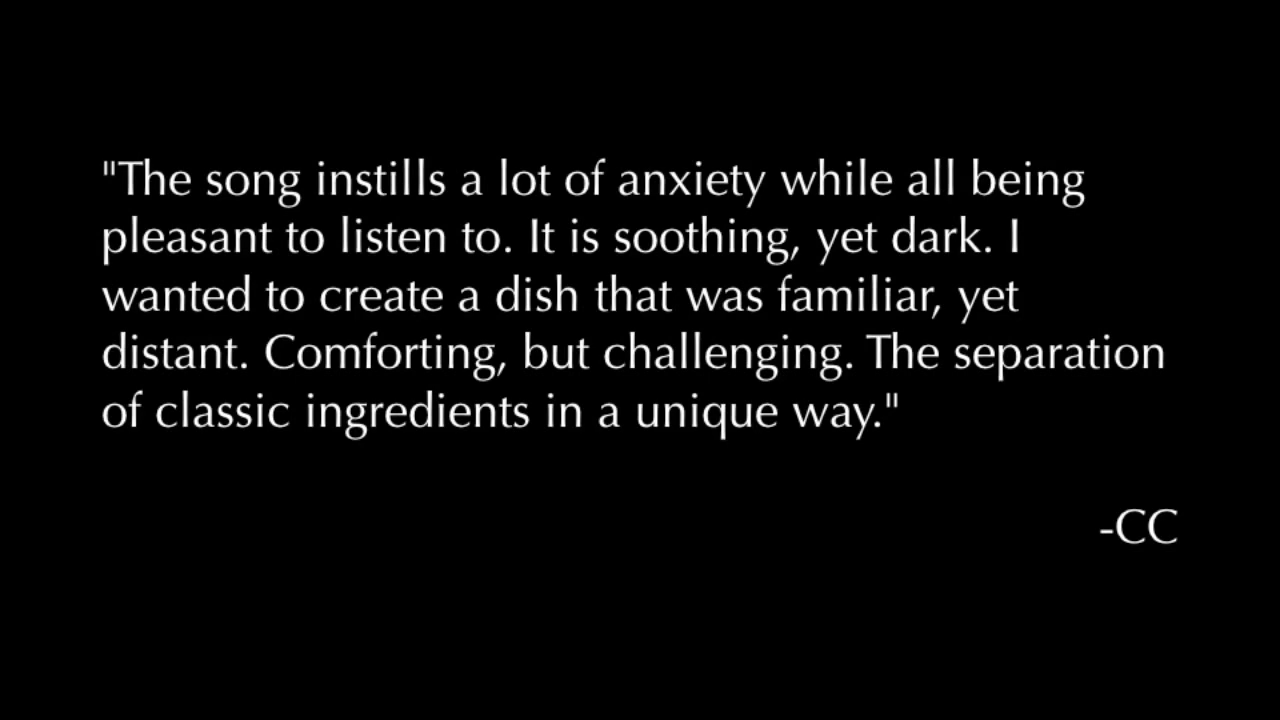 "The song instills a lot of anxiety while all being
pleasant to listen to. It is soothing, yet dark. I
wanted to create a dish that was familiar, yet
distant. Comforting, but challenging. The separation
of classic ingredients in a unique way."
-CC